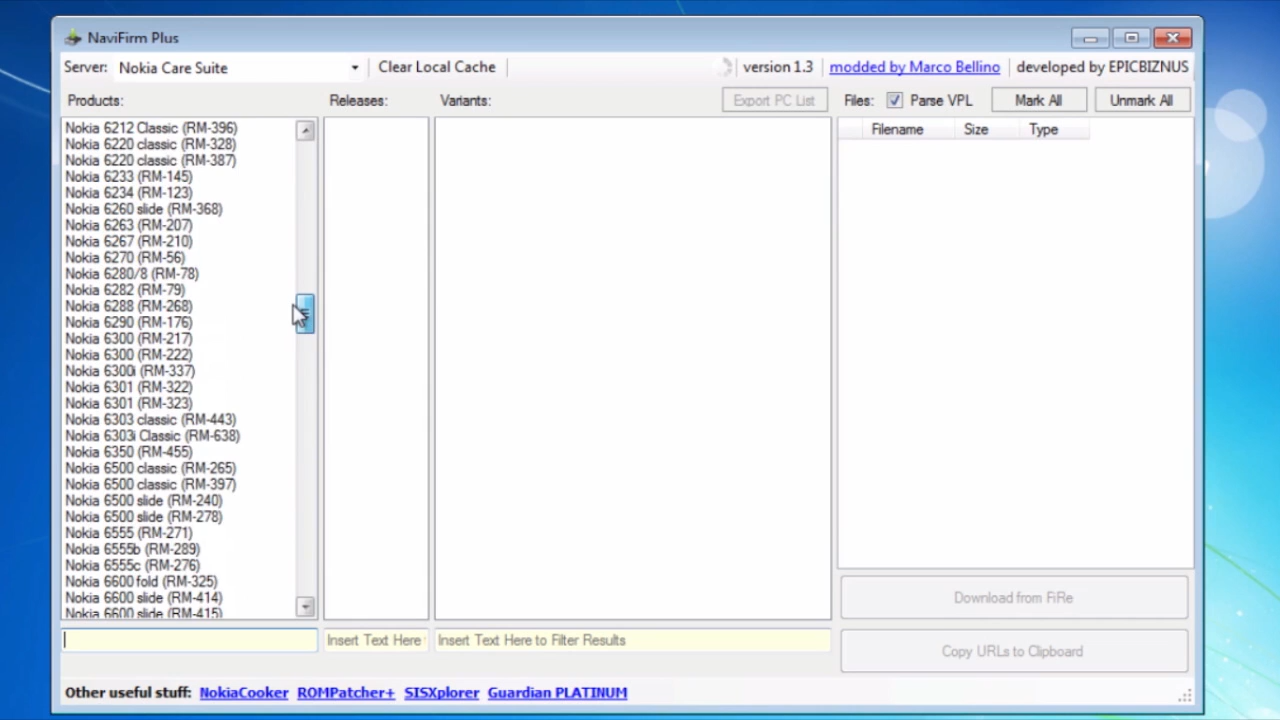 NaviFirm Plus
Server: Nokia Care Suite Clear Local Cache version 1.3 modded by Marco Bellino developed by EPICBIZNUS
Products: Releases: Variants: Export PC List Files: Parse VPL Mark All Unmark All
Filename Size Type
Nokia 6212 Classic (RM-396)
Nokia 6220 classic (RM-328)
Nokia 6220 classic (RM-387)
Nokia 6233 (RM-145)
Nokia 6234 (RM-123)
Nokia 6260 slide (RM-368)
Nokia 6263 (RM-207)
Nokia 6267 (RM-210)
Nokia 6270 (RM-56)
Nokia 6280/8 (RM-78)
Nokia 6282 (RM-79)
Nokia 6288 (RM-268)
Nokia 6290 (RM-176)
Nokia 6300 (RM-217)
Nokia 6300 (RM-222)
Nokia 6300i (RM-337)
Nokia 6301 (RM-322)
Nokia 6301 (RM-323)
Nokia 6303 classic (RM-443)
Nokia 6303i Classic (RM-638)
Nokia 6350 (RM-455)
Nokia 6500 classic (RM-265)
Nokia 6500 classic (RM-397)
Nokia 6500 slide (RM-240)
Nokia 6500 slide (RM-278)
Nokia 6555 (RM-271)
Nokia 6555b (RM-289)
Nokia 6555c (RM-276)
Nokia 6600 fold (RM-325)
Nokia 6600 slide (RM-414)
Nokia 6600 slide (RM-415)
Download from FiRe
Insert Text Here Insert Text Here to Filter Results
Copy URLs to Clipboard
Other useful stuff: NokiaCooker ROMPatcher+ SISXplorer Guardian PLATINUM